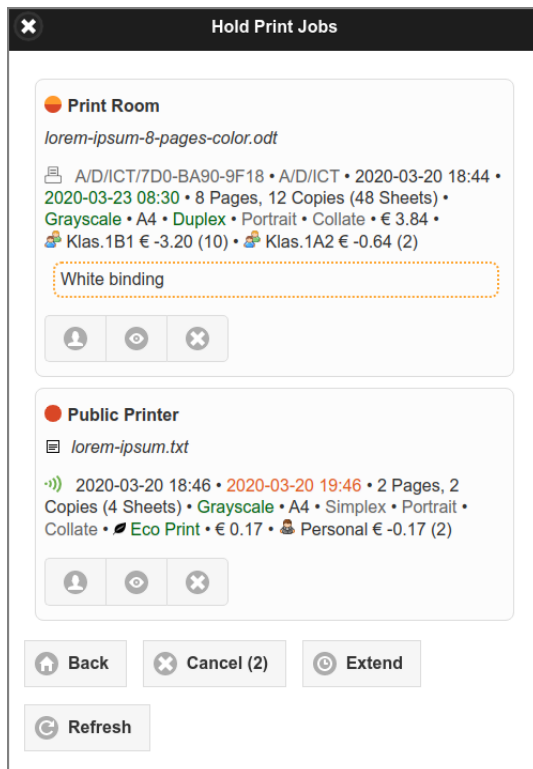 Hold Print Jobs
Print Room
lorem-ipsum-8-pages-color.odt
A/D/ICT/7D0-BA90-9F18 • A/D/ICT • 2020-03-20 18:44 •
2020-03-23 08:30 • 8 Pages, 12 Copies (48 Sheets) •
Grayscale • A4 • Duplex • Portrait • Collate • € 3.84 •
Klas.1B1 € -3.20 (10) • Klas.1A2 € -0.64 (2)
White binding
Public Printer
lorem-ipsum.txt
2020-03-20 18:46 • 2020-03-20 19:46 • 2 Pages, 2
Copies (4 Sheets) • Grayscale • A4 • Simplex • Portrait •
Collate • Eco Print • € 0.17 • Personal € -0.17 (2)
Back
Cancel (2)
Extend
Refresh